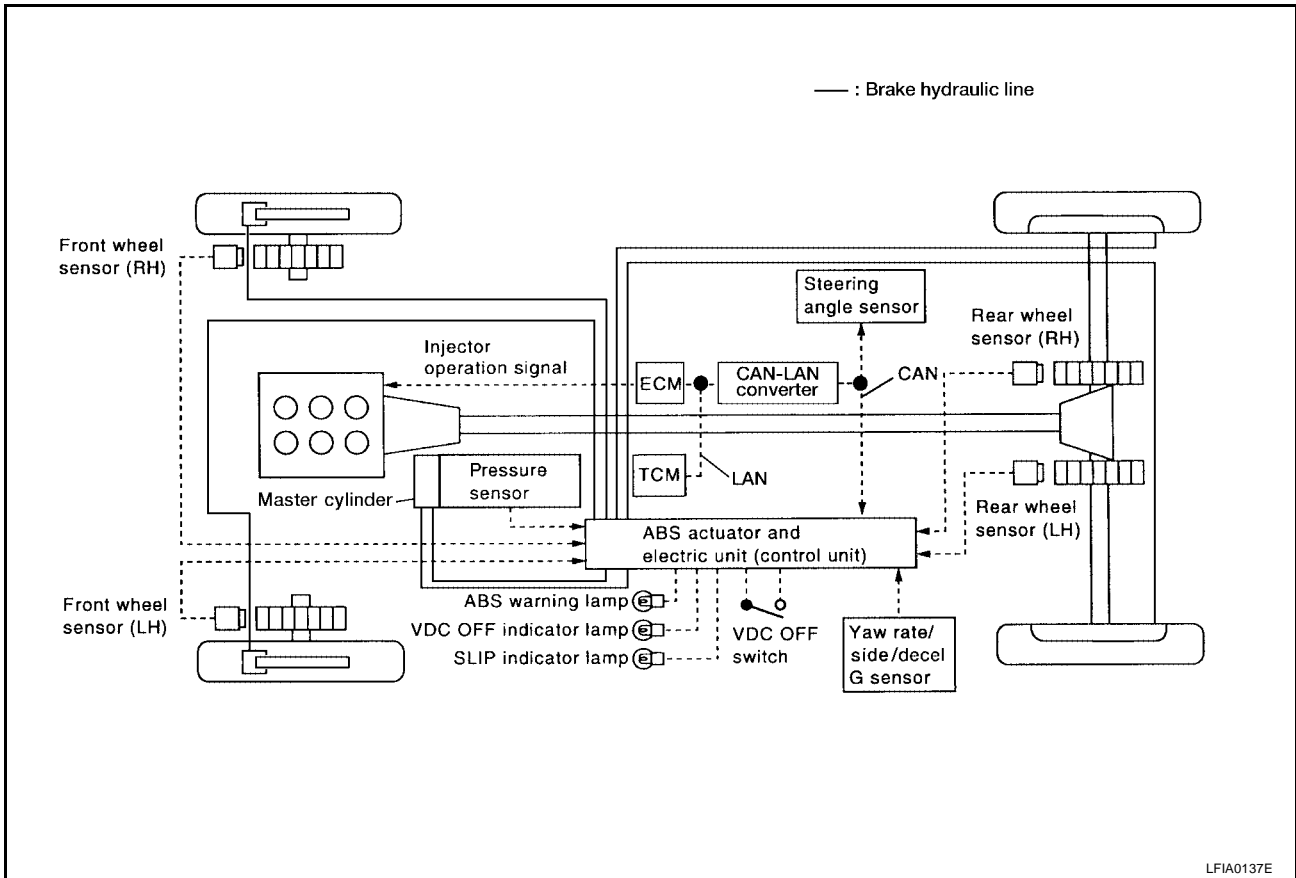 — : Brake hydraulic line
Front wheel
sensor (RH)
Steering
angle sensor
Rear wheel
sensor (RH)
Injector
operation signal
ECM
CAN-LAN
converter
CAN
TCM
LAN
Pressure
sensor
Master cylinder
Rear wheel
sensor (LH)
ABS actuator and
electric unit (control unit)
Front wheel
sensor (LH)
ABS warning lamp
VDC OFF indicator lamp
SLIP indicator lamp
VDC OFF
switch
Yaw rate/
side/decel
G sensor
LFIA0137E